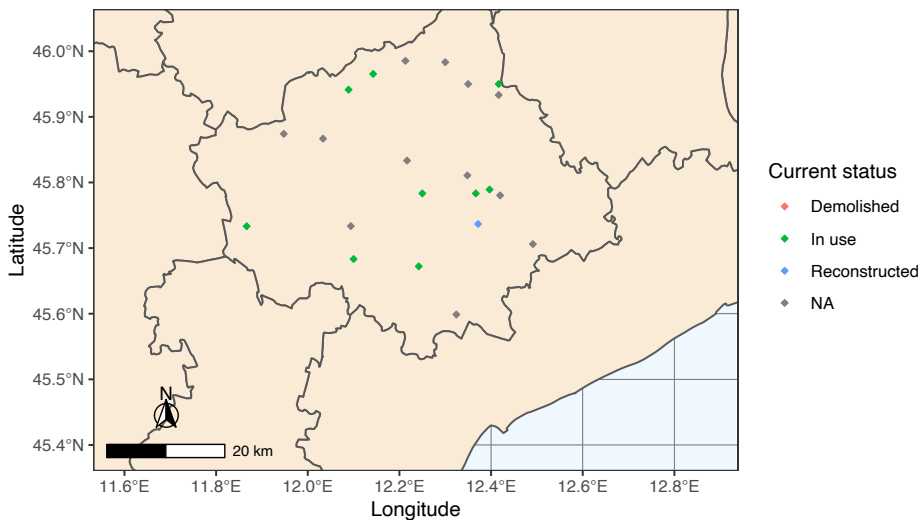 46.0°N
45.9°N
45.8°N
45.7°N
45.6°N
45.5°N
45.4°N
Latitude
N
20 km
11.6°E 11.8°E 12.0°E 12.2°E 12.4°E 12.6°E 12.8°E
Longitude
Current status
Demolished
In use
Reconstructed
NA